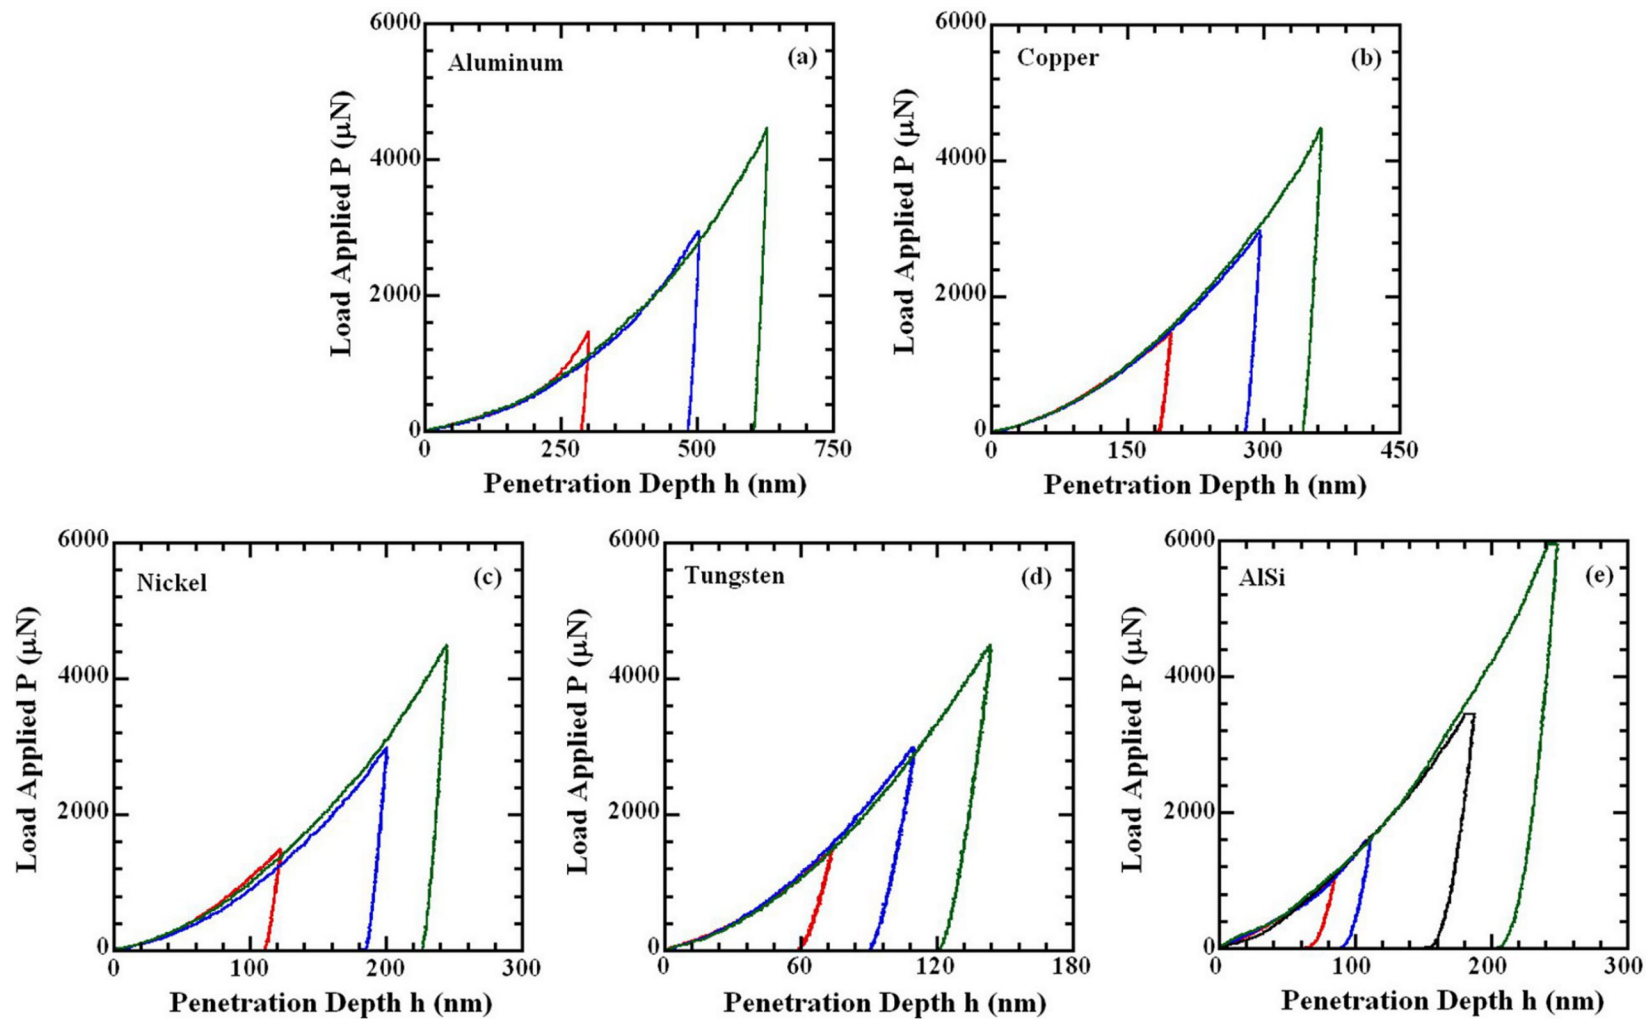 6000
4000
2000
0
Load Applied P (μN)
Aluminum
(a)
0
250
500
750
Penetration Depth h (nm)
6000
4000
2000
0
Load Applied P (μN)
Copper
(b)
0
150
300
450
Penetration Depth h (nm)
6000
4000
2000
0
Load Applied P (μN)
Nickel
(c)
0
100
200
300
Penetration Depth h (nm)
6000
4000
2000
0
Load Applied P (μN)
Tungsten
(d)
0
60
120
180
Penetration Depth h (nm)
6000
4000
2000
0
Load Applied P (μN)
AlSi
(e)
0
100
200
300
Penetration Depth h (nm)